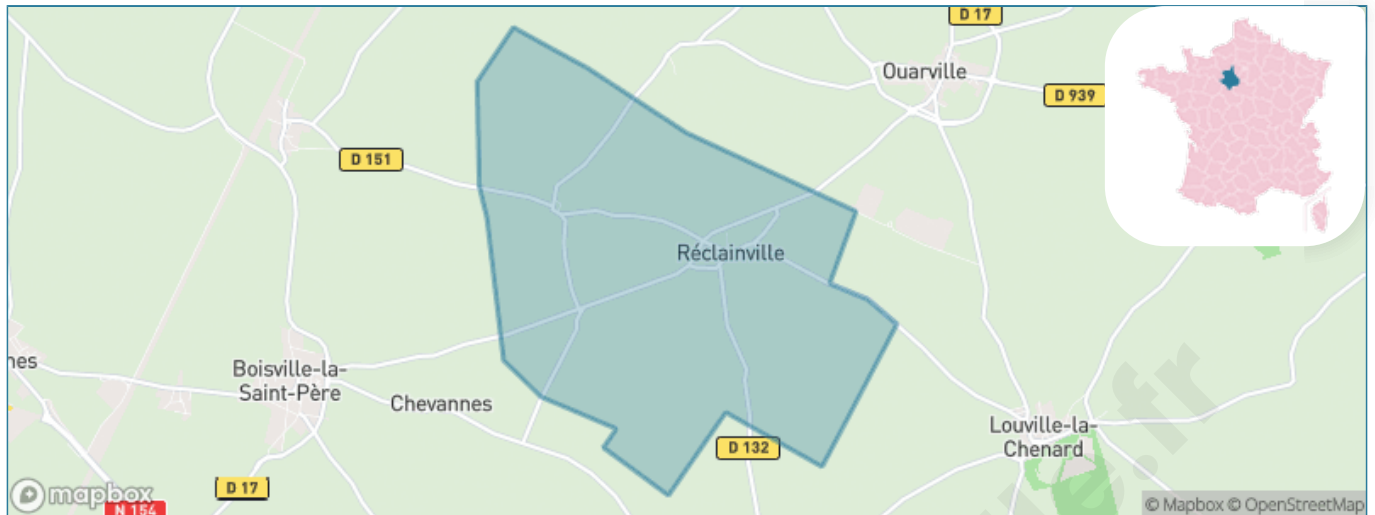 D 17
Ouarville
D 939
D 151
Réclainville
Boisville-la-
Saint-Père
Chevannes
Louville-la-
Chenard
D 132
D 17
N 154
mapbox
© Mapbox © OpenStreetMap